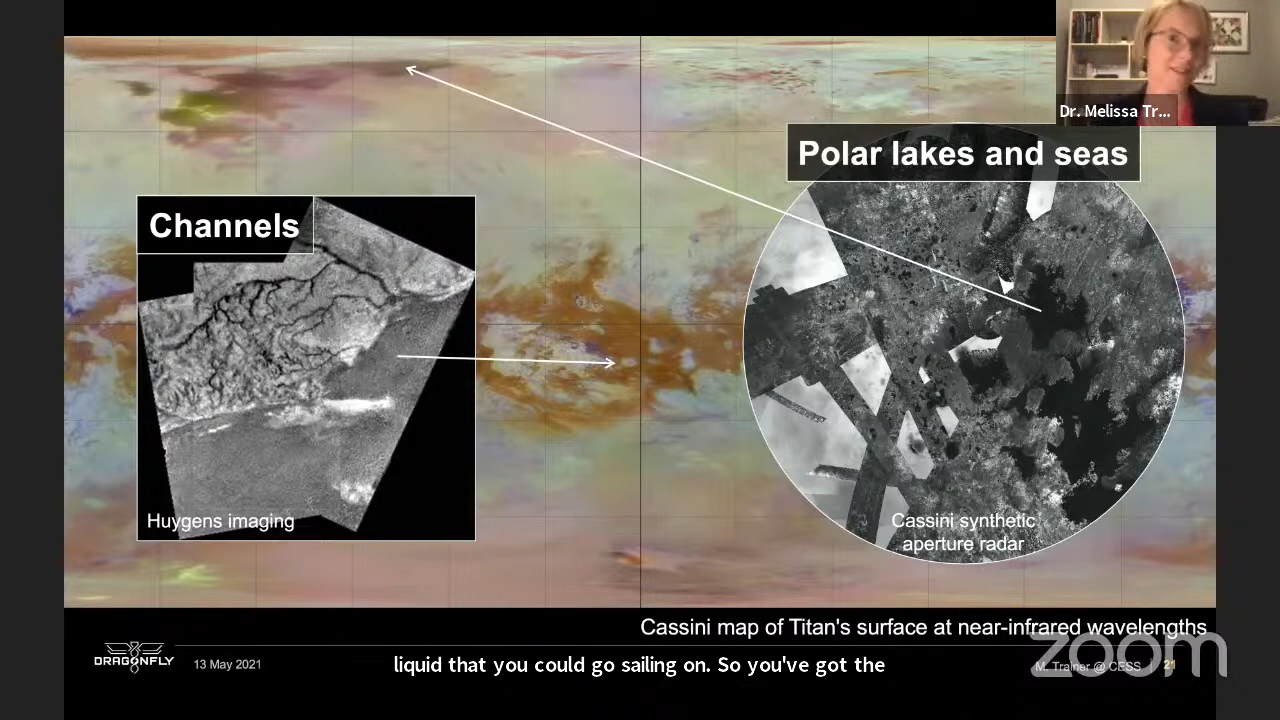 Dr. Melissa Tr...
Polar lakes and seas
Channels
Huygens imaging
Cassini synthetic
aperture radar
Cassini map of Titan's surface at near-infrared wavelengths
DRAGONFLY
13 May 2021
liquid that you could go sailing on. So you've got the
M. Trainer @ CESS | 21
zoom